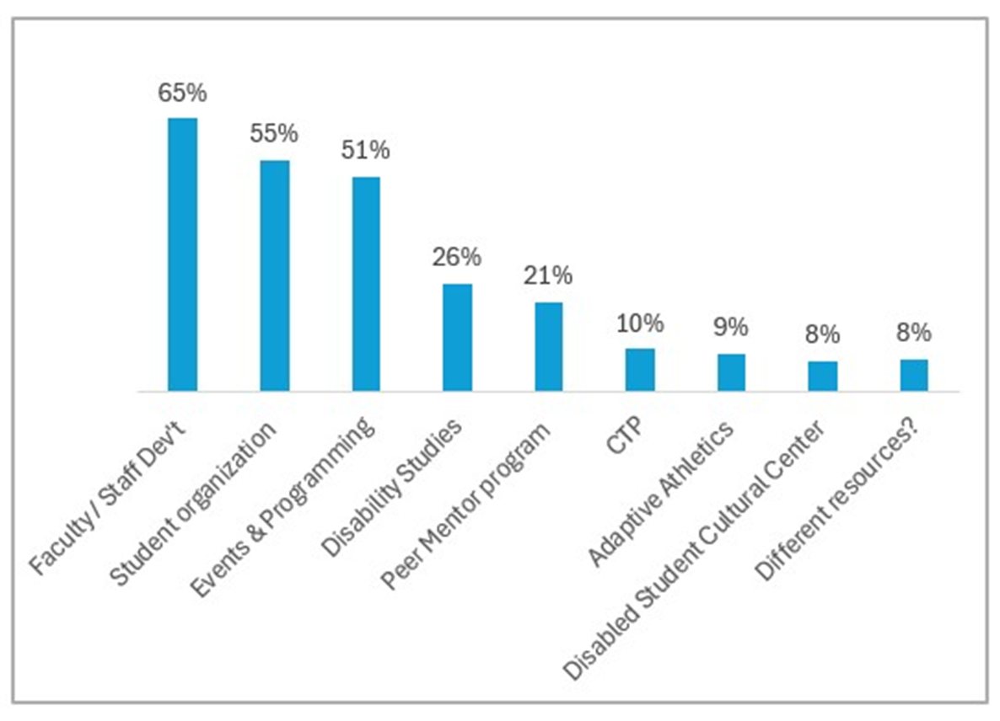 65%
55%
51%
26%
21%
10%
9%
8%
8%
Faculty / Staff Dev't
Student organization
Events & Programming
Disability Studies
Peer Mentor program
CTP
Adaptive Athletics
Disabled Student Cultural Center
Different resources?